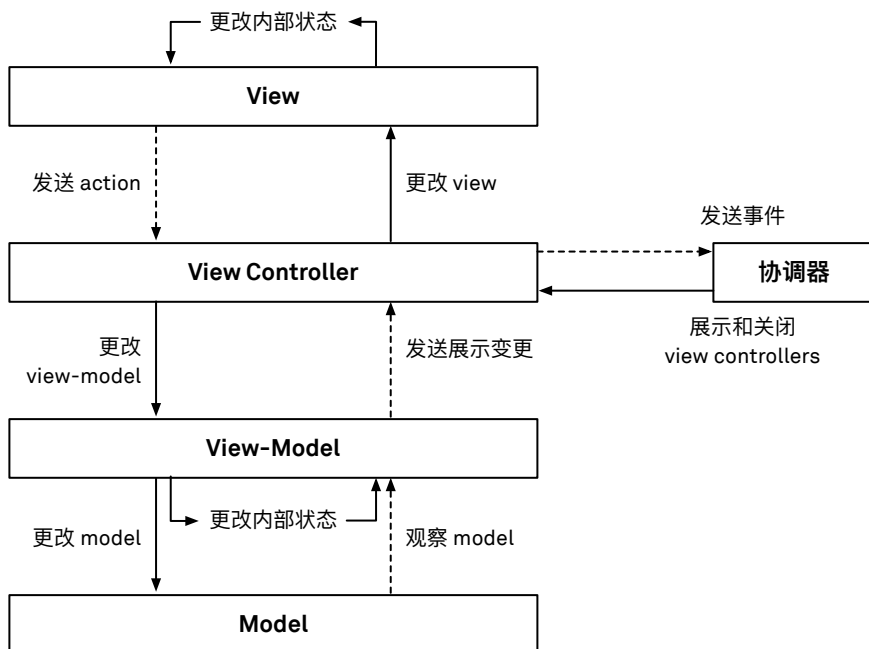 更改内部状态
View
发送 action
更改 view
发送事件
View Controller
协调器
更改
view-model
发送展示变更
展示和关闭
view controllers
View-Model
更改内部状态
更改 model
观察 model
Model